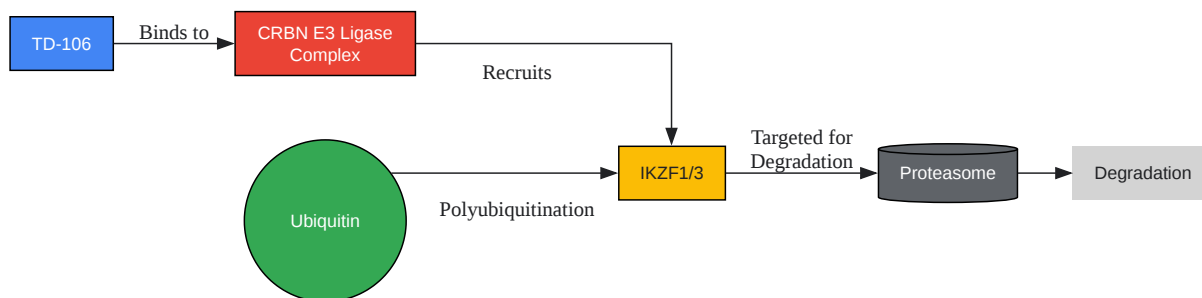 TD-106
Binds to
CRBN E3 Ligase
Complex
Recruits
Ubiquitin
Polyubiquitination
IKZF1/3
Targeted for
Degradation
Proteasome
Degradation